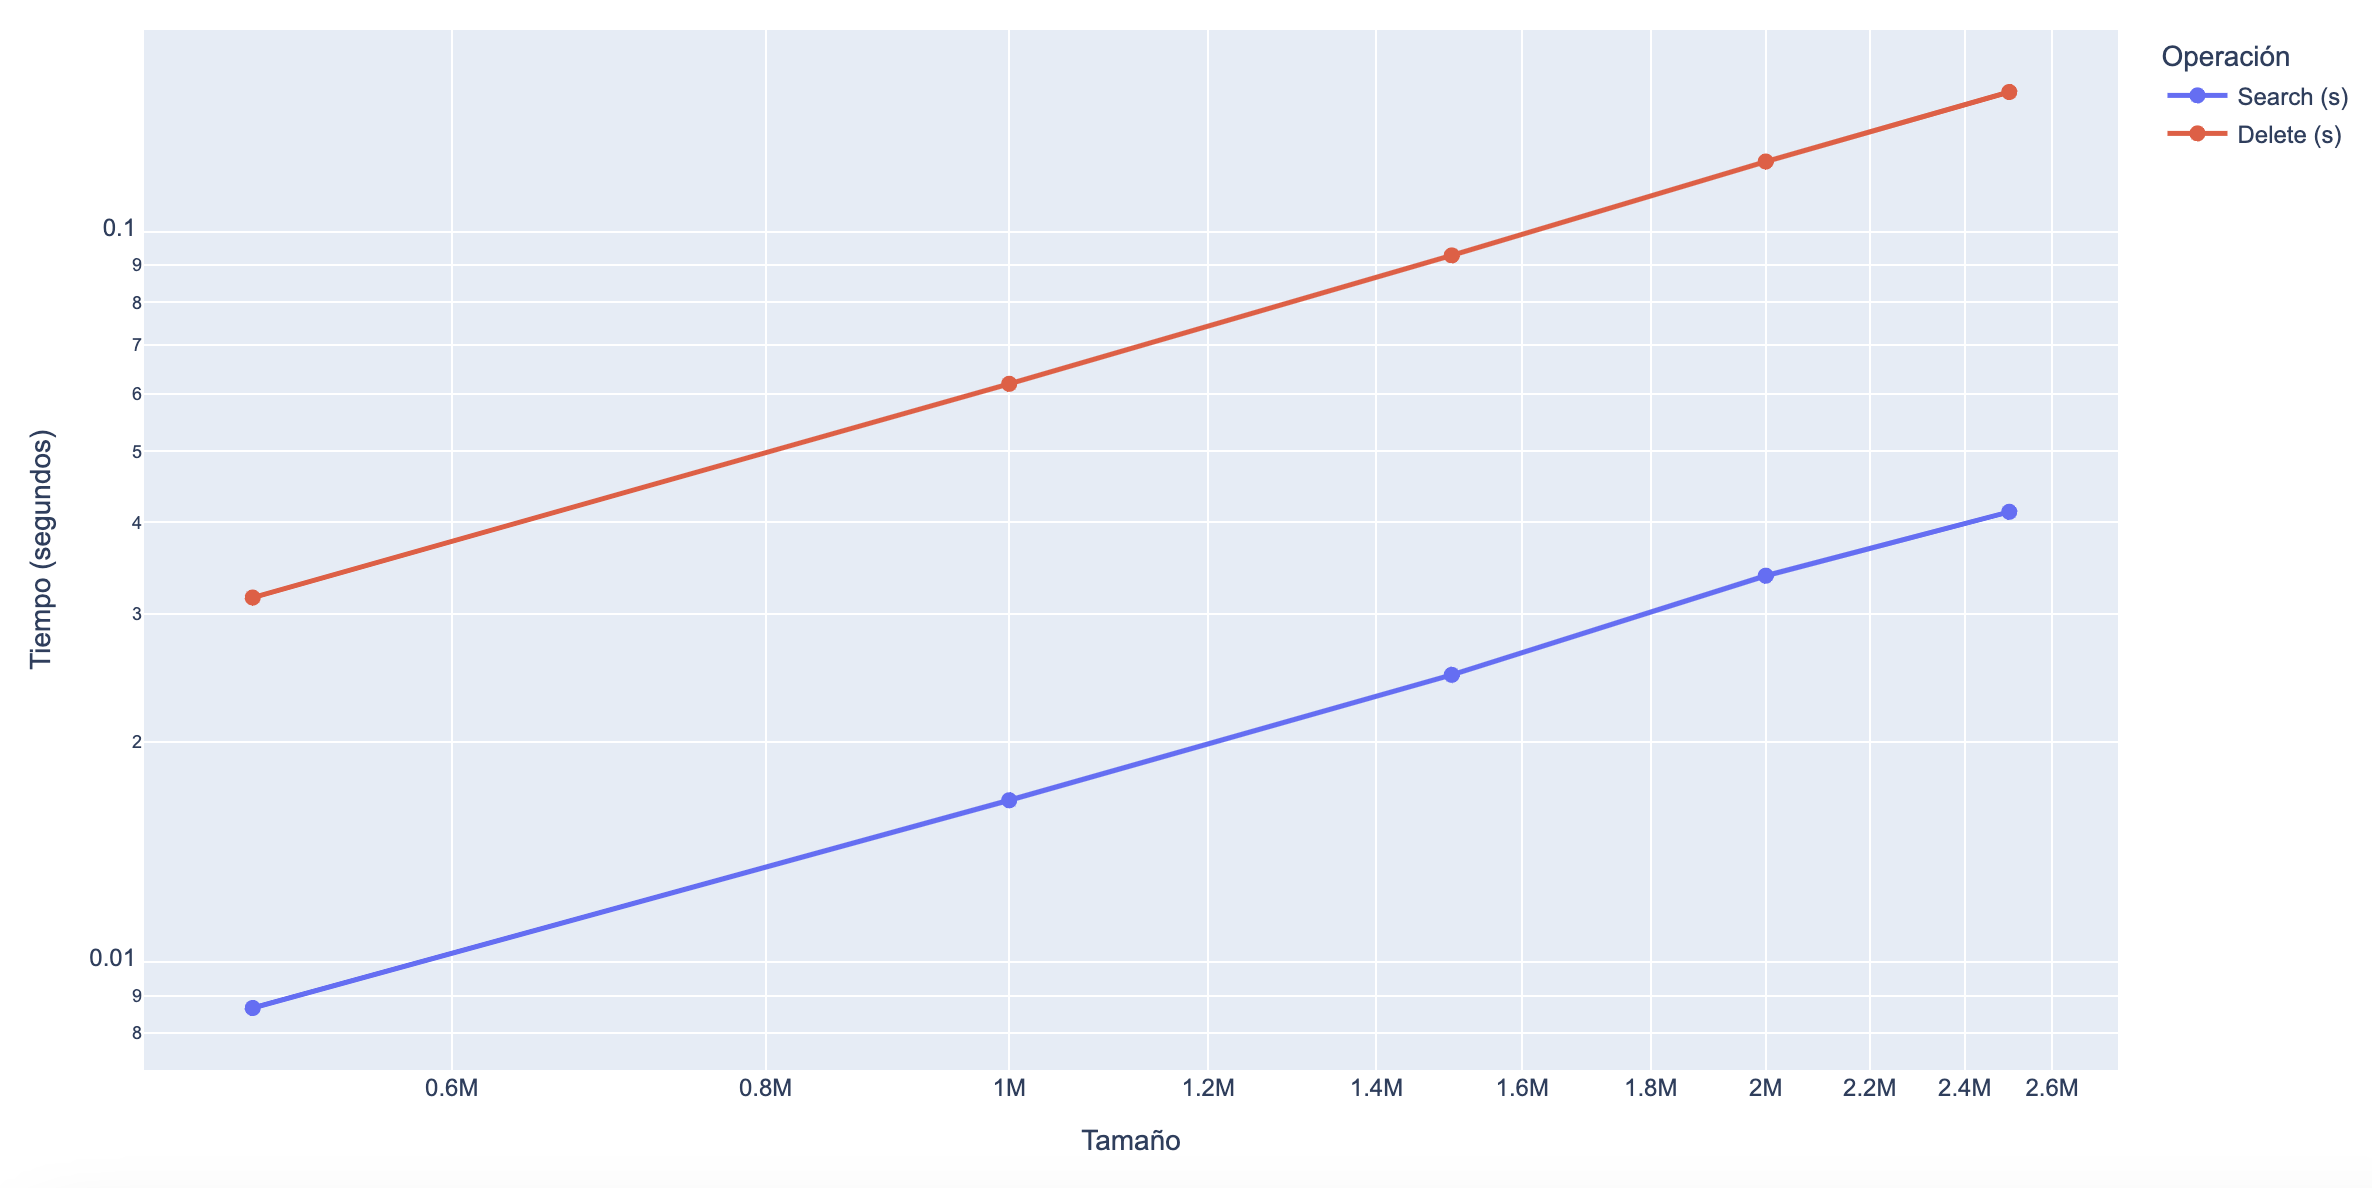 Operación
Search (s)
Delete (s)
Tiempo (segundos)
0.1
9
8
7
6
5
4
3
2
0.01
9
8
0.6M 0.8M 1M 1.2M 1.4M 1.6M 1.8M 2M 2.2M 2.4M 2.6M
Tamaño